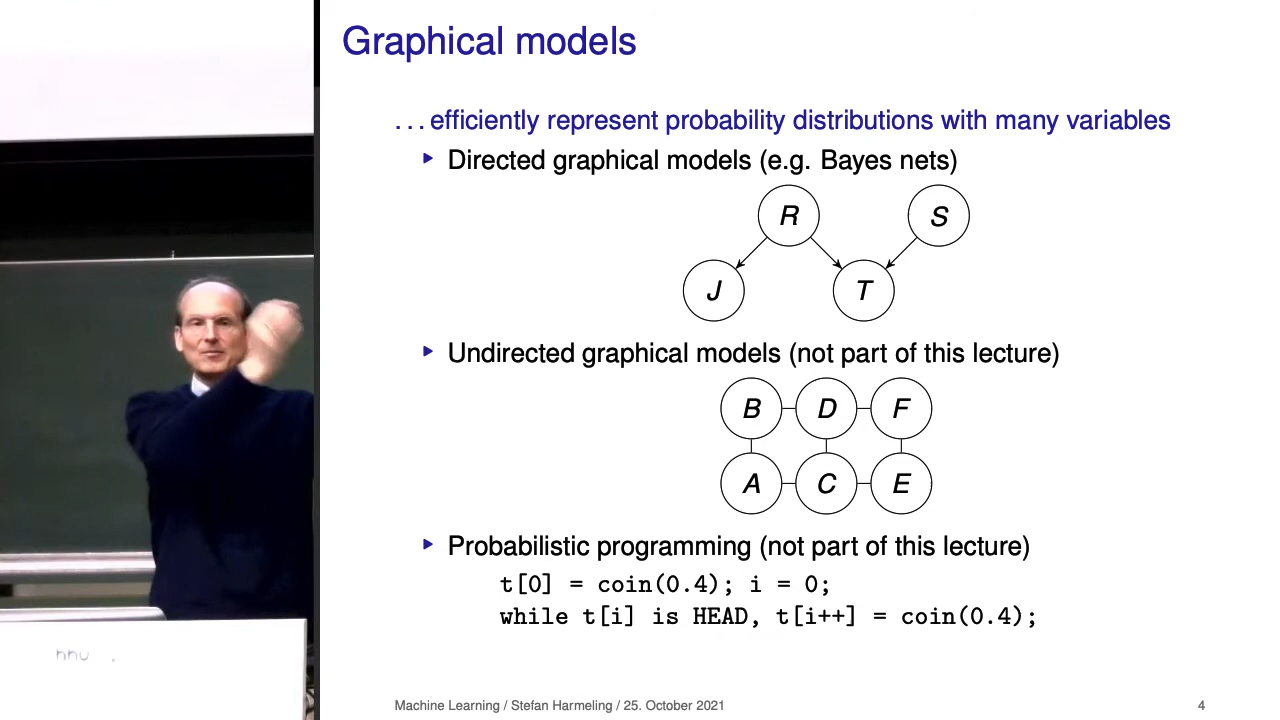 Graphical models
...efficiently represent probability distributions with many variables
Directed graphical models (e.g. Bayes nets)
R S
J T
Undirected graphical models (not part of this lecture)
B D F
A C E
Probabilistic programming (not part of this lecture)
t[0] = coin(0.4); i = 0;
while t[i] is HEAD, t[i++] = coin(0.4);
hhu
Machine Learning / Stefan Harmeling / 25. October 2021 4